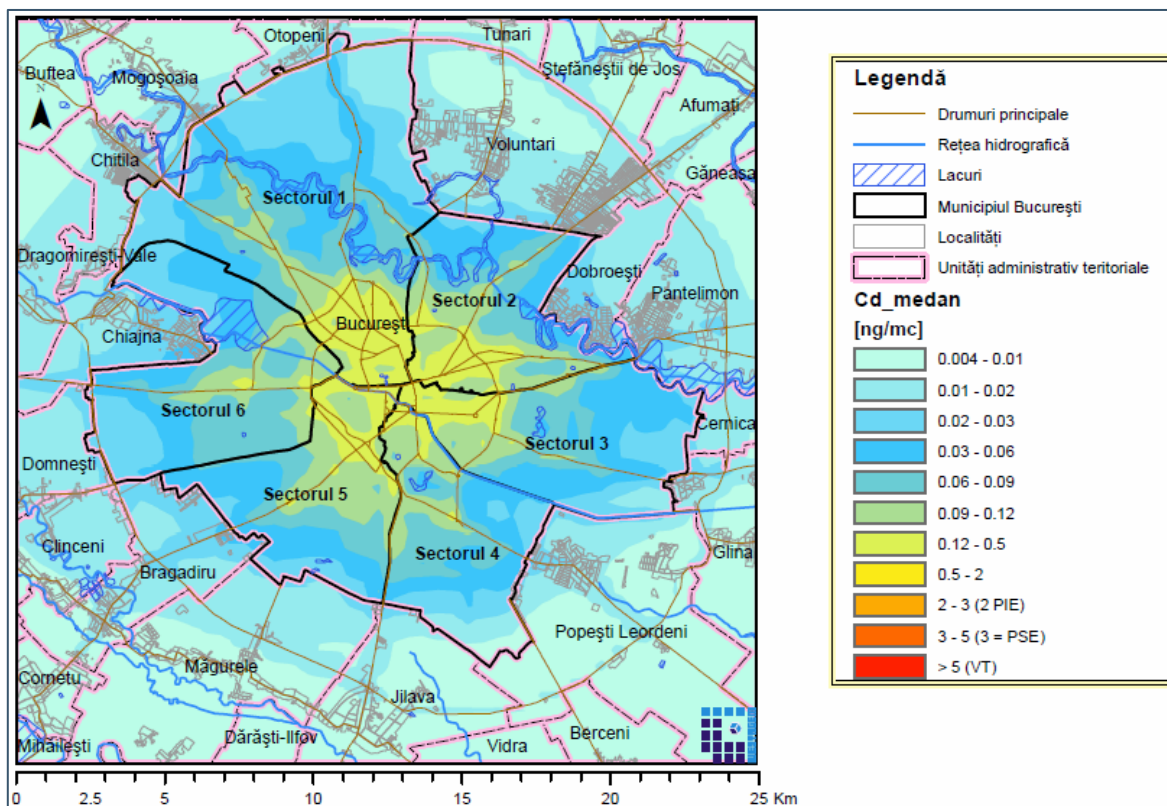 Otopeni
Tunari
Buftea
Mogoşoaia
Ştefăneştii de Jos
N
Afumaţi
Voluntari
Chitila
Găneasa
Sectorul 1
Dragomireşti-Vale
Dobroeşti
Sectorul 2
Pantelimon
Bucureşti
Chiajna
Sectorul 6
Cernica
Sectorul 3
Domneşti
Sectorul 5
Clinceni
Sectorul 4
Glina
Bragadiru
Popeşti Leordeni
Măgurele
Cornetu
Jilava
Mihăileşti
Dărăşti-Ilfov
Vidra
Berceni
0 2.5 5 10 15 20 25 Km
Legendă
Drumuri principale
Reţea hidrografică
Lacuri
Municipiul Bucureşti
Localităţi
Unităţi administrativ teritoriale
Cd_medan
[ng/mc]
0.004 - 0.01
0.01 - 0.02
0.02 - 0.03
0.03 - 0.06
0.06 - 0.09
0.09 - 0.12
0.12 - 0.5
0.5 - 2
2 - 3 (2 PIE)
3 - 5 (3 = PSE)
> 5 (VT)